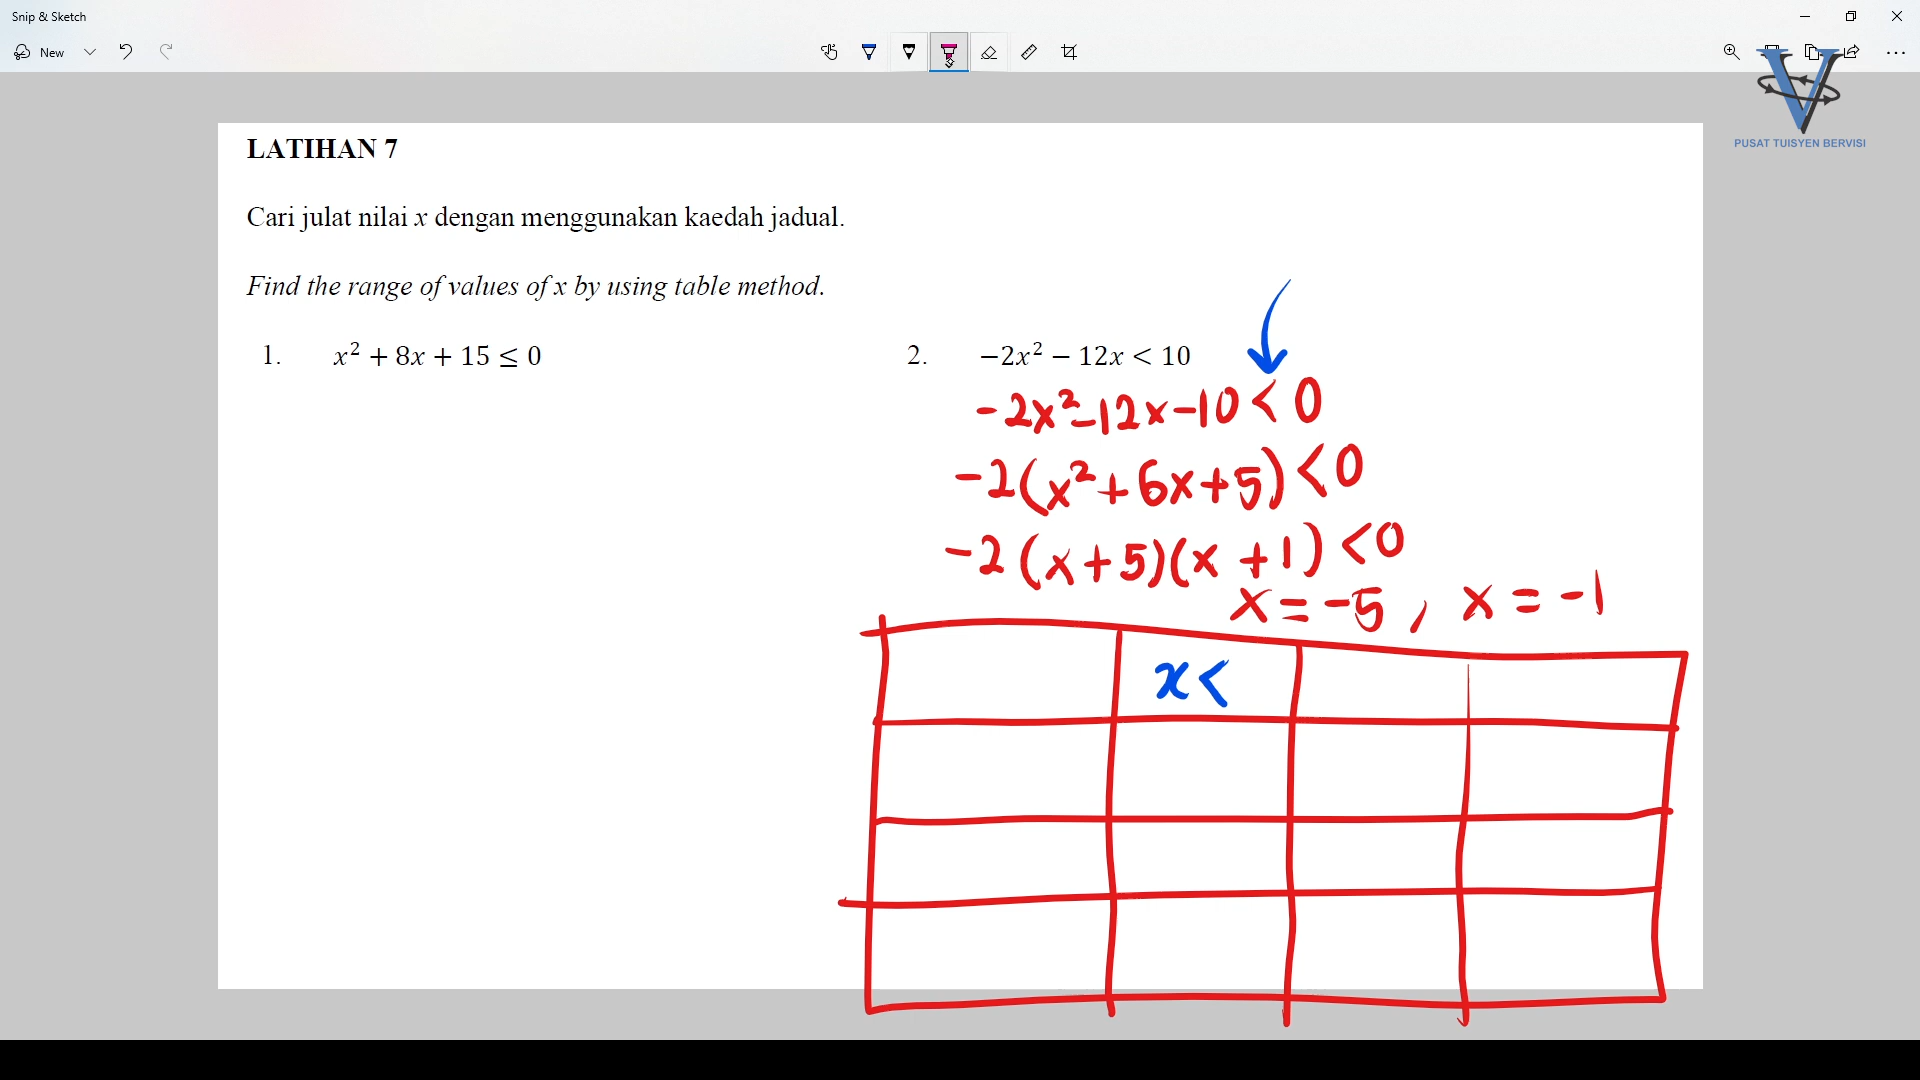 Snip & Sketch
New
PUSAT TUISYEN BERVISI
LATIHAN 7
Cari julat nilai x dengan menggunakan kaedah jadual.
Find the range of values of x by using table method.
1. x² + 8x + 15 ≤ 0
2. −2x² − 12x < 10
-2x²-12x-10<0
-2(x²+6x+5)<0
-2(x+5)(x+1)<0
x=-5, x=-1
x<